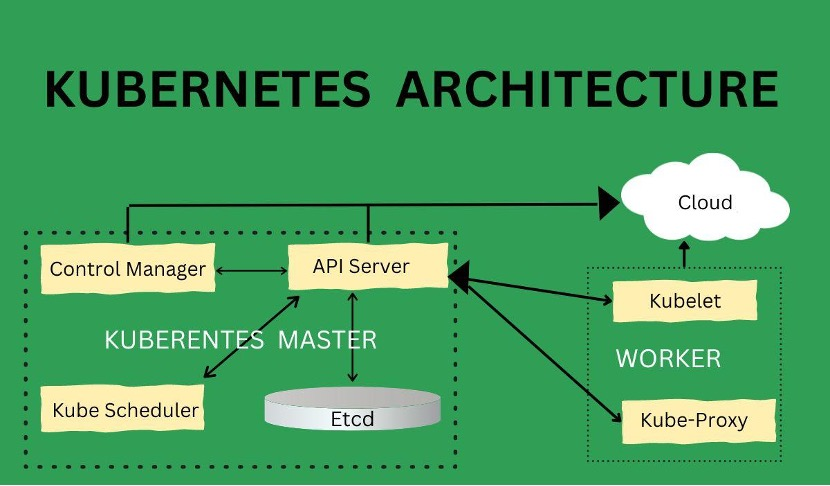 KUBERNETES ARCHITECTURE
Cloud
Control Manager
API Server
Kubelet
KUBERENTES MASTER
WORKER
Kube Scheduler
Etcd
Kube-Proxy